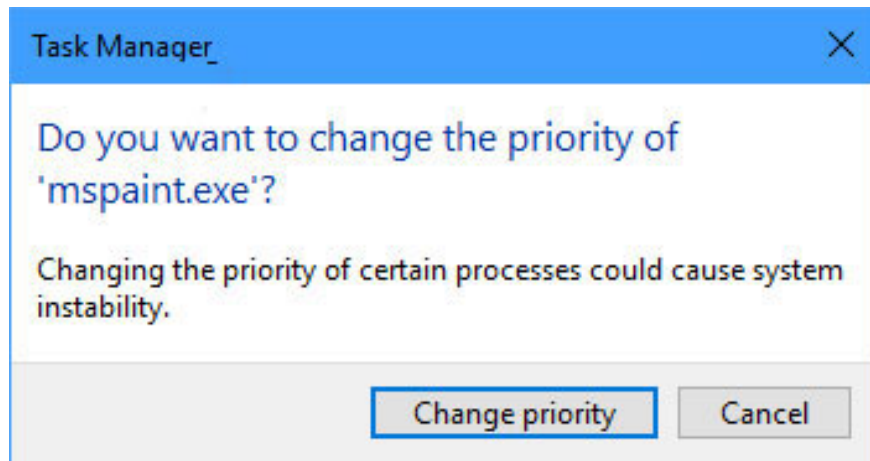 Task Manager
Do you want to change the priority of
'mspaint.exe'?
Changing the priority of certain processes could cause system
instability.
Change priority
Cancel